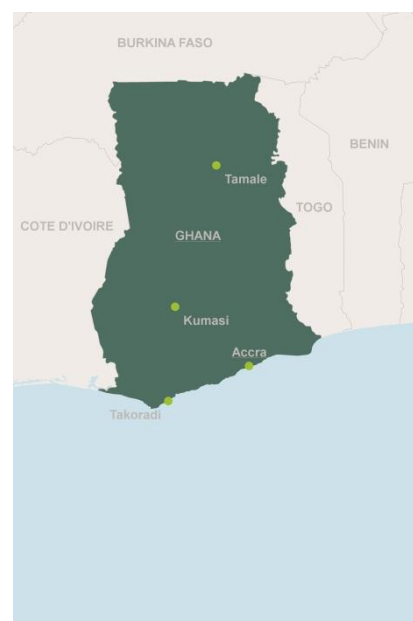 BURKINA FASO
BENIN
Tamale
TOGO
COTE D'IVOIRE
GHANA
Kumasi
Accra
Takoradi